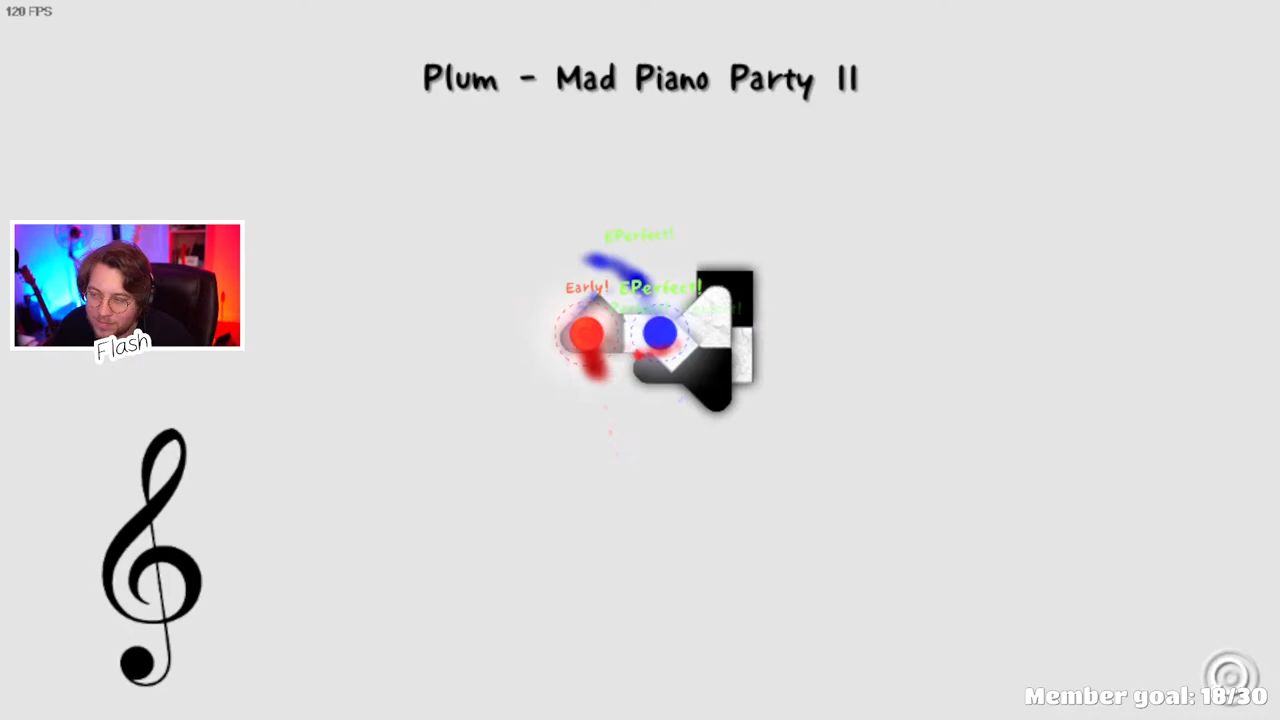 120 FPS
Plum - Mad Piano Party II
EPerfect!
Early! EPerfect!
Flash
Member goal: 18/30